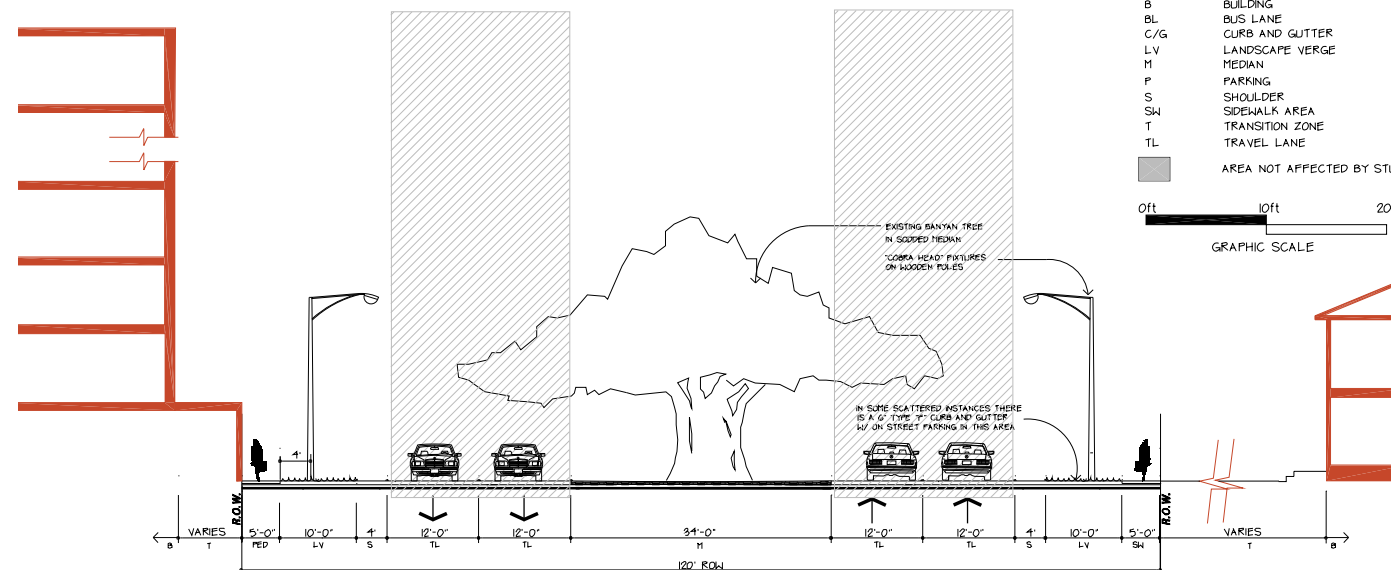 B BUILDING
BL BUS LANE
C/G CURB AND GUTTER
LV LANDSCAPE VERGE
M MEDIAN
P PARKING
S SHOULDER
SW SIDEWALK AREA
T TRANSITION ZONE
TL TRAVEL LANE
AREA NOT AFFECTED BY STU
0ft 10ft 20
GRAPHIC SCALE
EXISTING BANYAN TREE
IN SODDED MEDIAN
"COBRA HEAD" FIXTURES
ON WOODEN POLES
IN SOME SCATTERED INSTANCES THERE
IS A 6" TYPE "F" CURB AND GUTTER
W/ ON STREET PARKING IN THIS AREA
4'
R.O.W. R.O.W.
VARIES 5'-0" 10'-0" 4' 12'-0" 12'-0" 34'-0" 12'-0" 12'-0" 4' 10'-0" 5'-0" VARIES
B T PED LV S TL TL M TL TL S LV SW T B
120' ROW